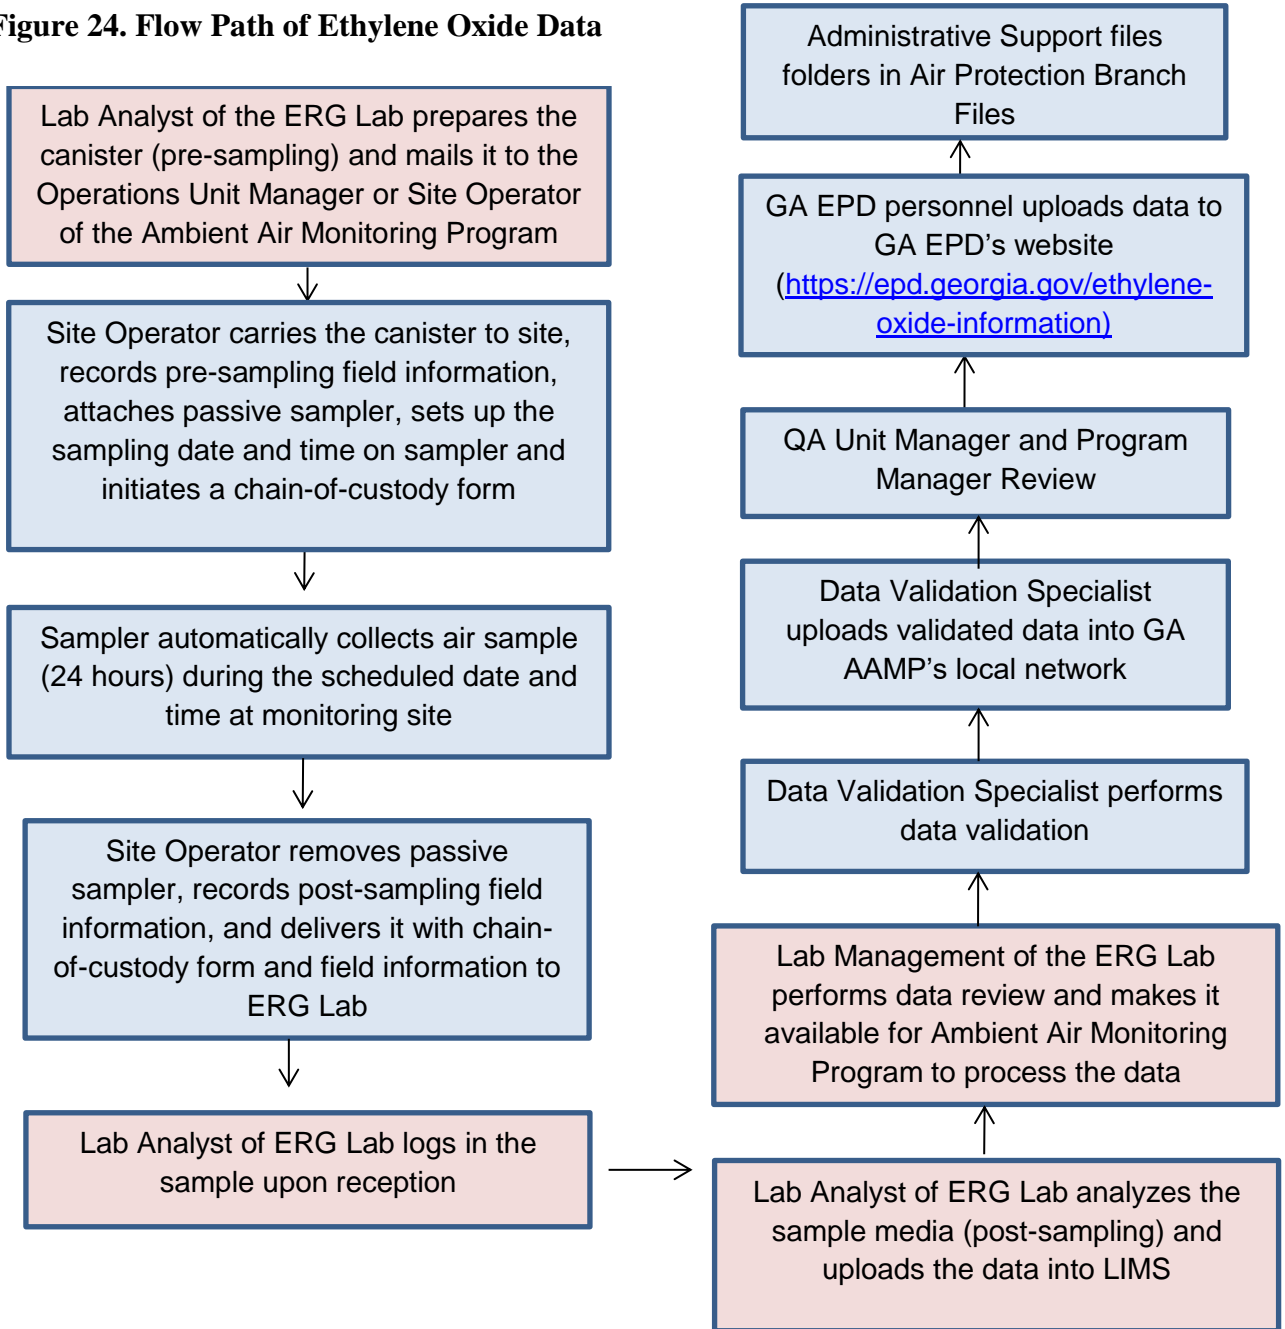 Figure 24. Flow Path of Ethylene Oxide Data
Lab Analyst of the ERG Lab prepares the
canister (pre-sampling) and mails it to the
Operations Unit Manager or Site Operator
of the Ambient Air Monitoring Program
Site Operator carries the canister to site,
records pre-sampling field information,
attaches passive sampler, sets up the
sampling date and time on sampler and
initiates a chain-of-custody form
Sampler automatically collects air sample
(24 hours) during the scheduled date and
time at monitoring site
Site Operator removes passive
sampler, records post-sampling field
information, and delivers it with chain-
of-custody form and field information to
ERG Lab
Lab Analyst of ERG Lab logs in the
sample upon reception
Lab Analyst of ERG Lab analyzes the
sample media (post-sampling) and
uploads the data into LIMS
Lab Management of the ERG Lab
performs data review and makes it
available for Ambient Air Monitoring
Program to process the data
Data Validation Specialist performs
data validation
Data Validation Specialist
uploads validated data into GA
AAMP's local network
QA Unit Manager and Program
Manager Review
GA EPD personnel uploads data to
GA EPD's website
(https://epd.georgia.gov/ethylene-
oxide-information)
Administrative Support files
folders in Air Protection Branch
Files